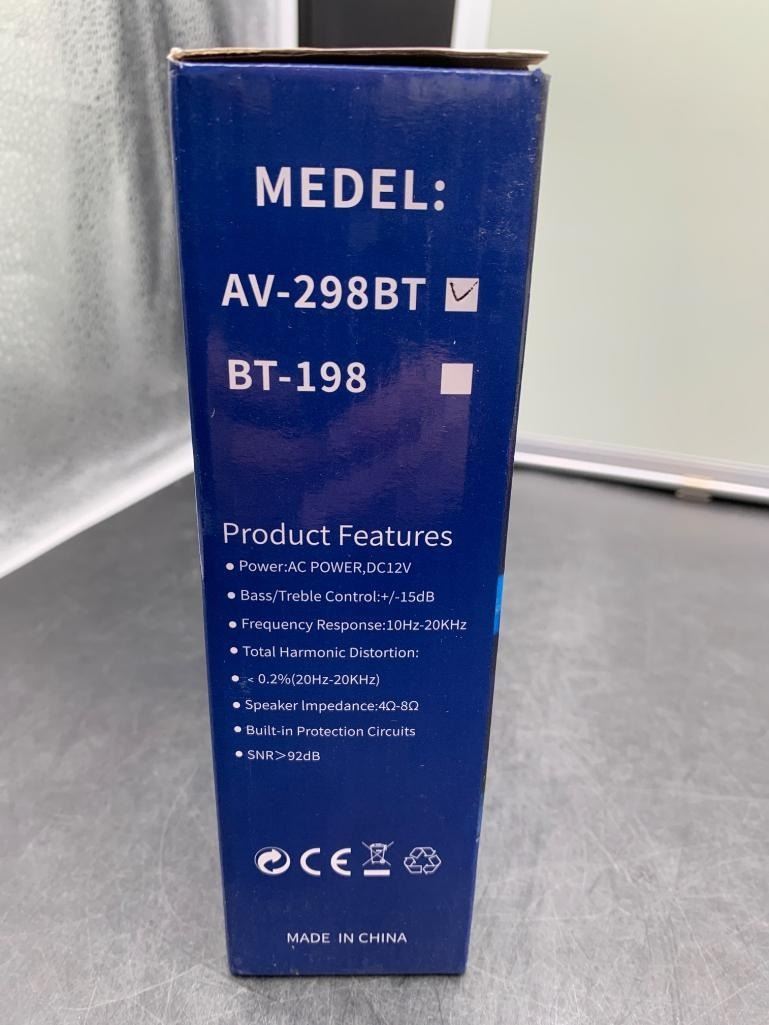 MEDEL:
AV-298BT
BT-198
Product Features
• Power:AC POWER,DC12V
• Bass/Treble Control:+/-15dB
• Frequency Response:10Hz-20KHz
• Total Harmonic Distortion:
• < 0.2%(20Hz-20KHz)
• Speaker Impedance:4Ω-8Ω
• Built-in Protection Circuits
• SNR>92dB
CE
MADE IN CHINA